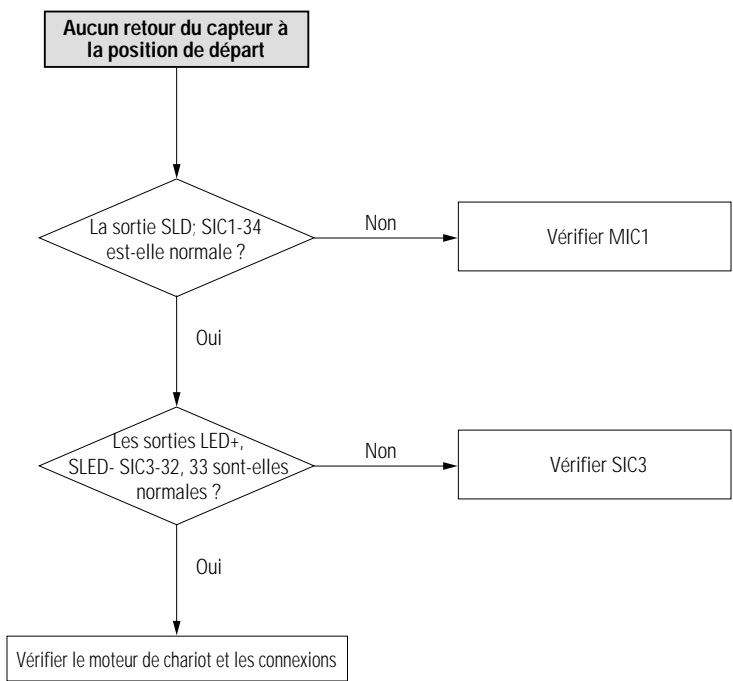 Aucun retour du capteur à
la position de départ
La sortie SLD; SIC1-34
est-elle normale ?
Non
Vérifier MIC1
Oui
Les sorties LED+,
SLED- SIC3-32, 33 sont-elles
normales ?
Non
Vérifier SIC3
Oui
Vérifier le moteur de chariot et les connexions